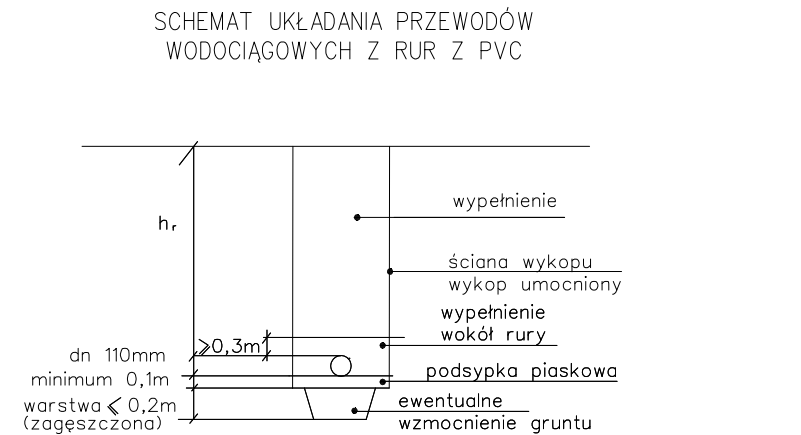 SCHEMAT UKŁADANIA PRZEWODÓW
WODOCIĄGOWYCH Z RUR Z PVC
wypełnienie
hr
ściana wykopu
wykop umocniony
wypełnienie
wokół rury
⩾0,3m
dn 110mm
podsypka piaskowa
minimum 0,1m
warstwa ⩽ 0,2m
(zagęszczona)
ewentualne
wzmocnienie gruntu